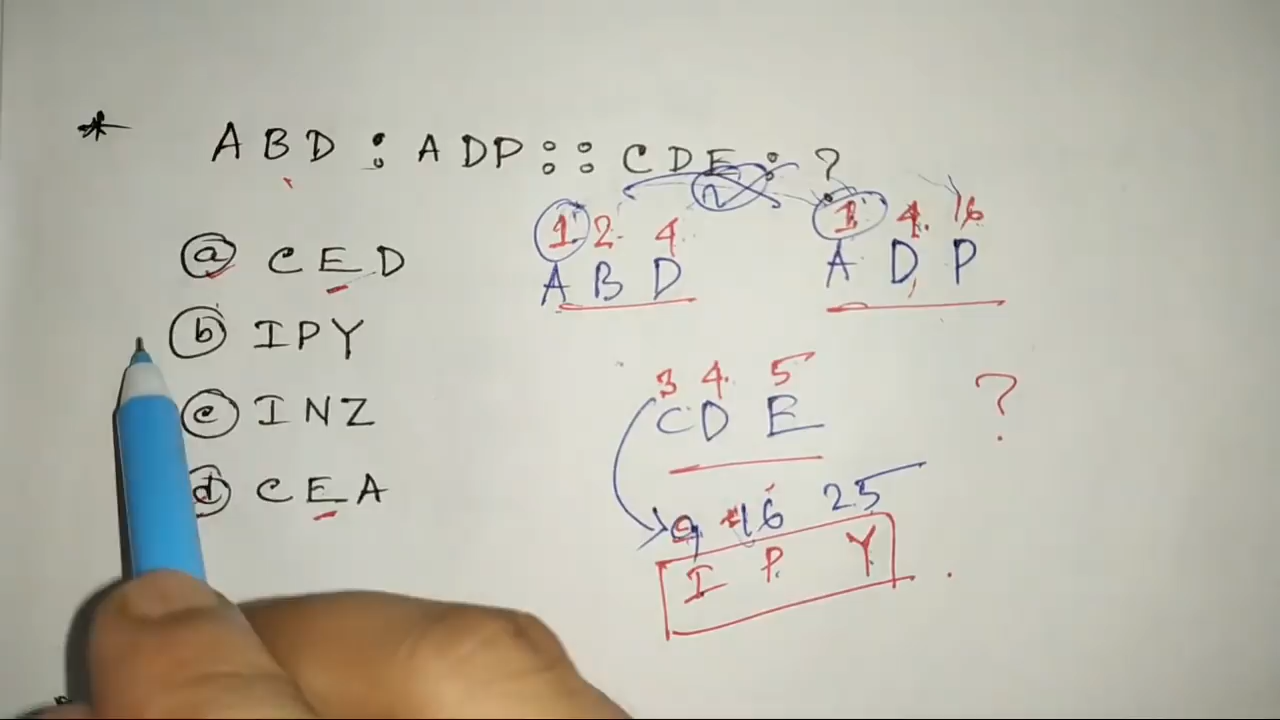 * ABD : ADP :: CDE : ?
1 2 4
1 4 16
ⓐ CED
A B D
A D P
ⓑ IPY
3 4 5
?
ⓒ INZ
C D E
ⓓ CEA
9 16 25
I P Y